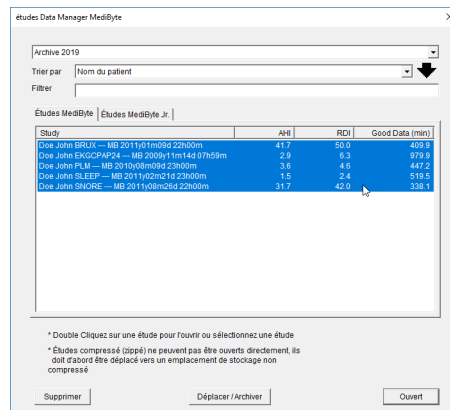 études Data Manager MediByte
Archive 2019
Trier par Nom du patient
Filtrer
Études MediByte Études MediByte Jr.
Study AHI RDI Good Data (min)
Doe John BRUX --- MB 2011y01m09d 22h00m 41.7 50.0 409.9
Doe John EKGCPAP24 --- MB 2009y11m14d 07h59m 2.9 6.3 979.9
Doe John PLM --- MB 2010y08m09d 23h00m 3.6 4.6 447.2
Doe John SLEEP --- MB 2011y02m21d 23h00m 1.5 2.4 519.5
Doe John SNORE --- MB 2011y08m26d 22h00m 31.7 42.0 338.1
* Double Cliquez sur une étude pour l'ouvrir ou sélectionnez une étude
* Études compressé (zippé) ne peuvent pas être ouverts directement, ils
doit d'abord être déplacé vers un emplacement de stockage non
compressé
Supprimer Déplacer / Archiver Ouvert